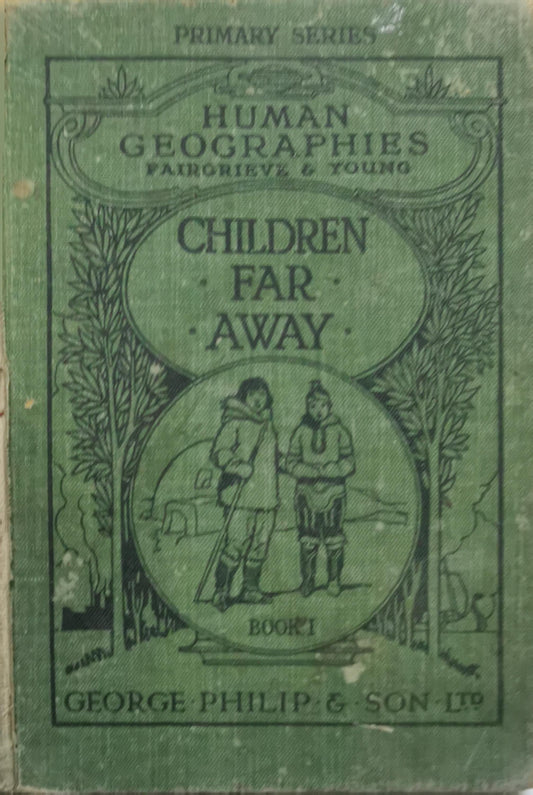 PRIMARY SERIES
HUMAN
GEOGRAPHIES
FAIRGRIEVE & YOUNG
CHILDREN
· FAR ·
· AWAY ·
BOOK I
GEORGE · PHILIP · & · SON · LTD